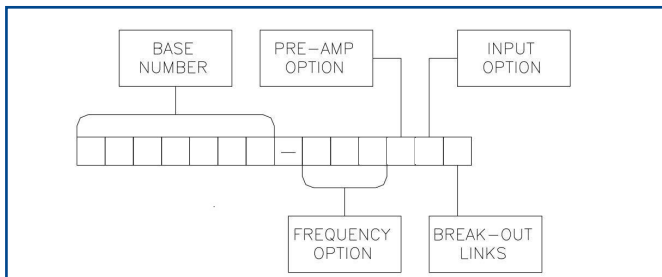 BASE
NUMBER
PRE-AMP
OPTION
INPUT
OPTION
—
FREQUENCY
OPTION
BREAK-OUT
LINKS